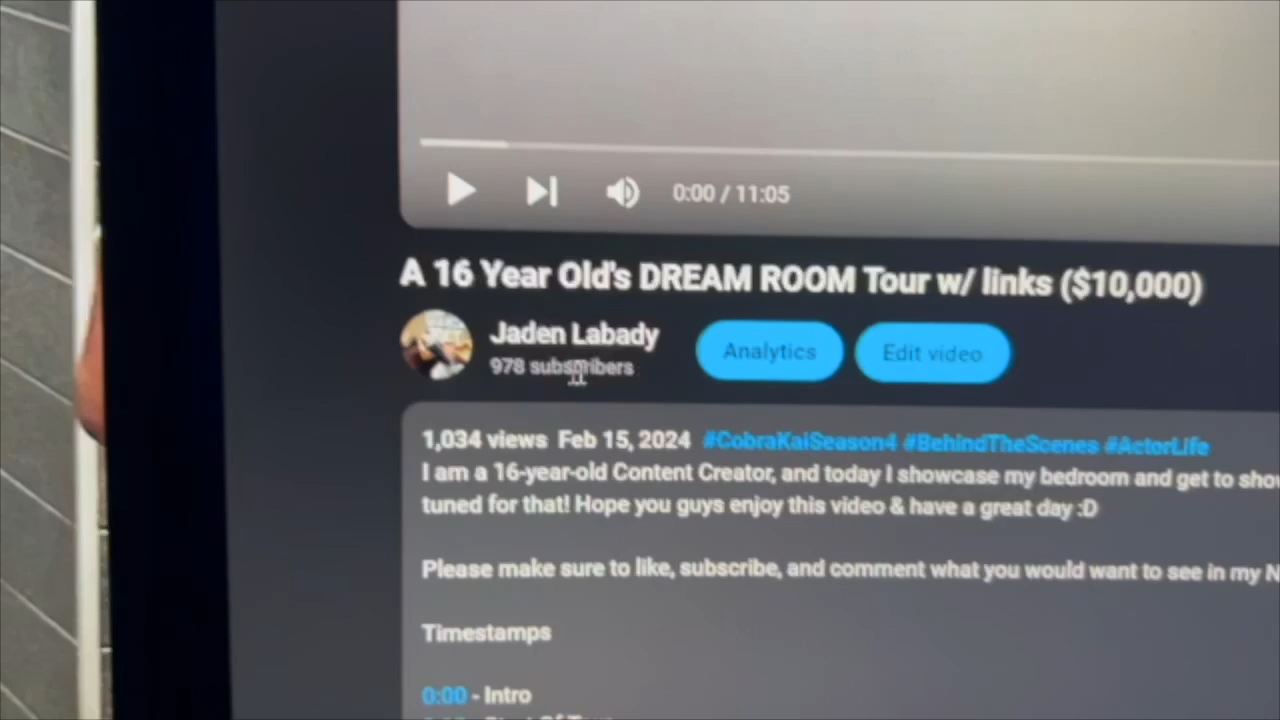 0:00 / 11:05
A 16 Year Old's DREAM ROOM Tour w/ links ($10,000)
Jaden Labady
978 subscribers
Analytics
Edit video
1,034 views Feb 15, 2024 #CobraKaiSeason4 #BehindTheScenes #ActorLife
I am a 16-year-old Content Creator, and today I showcase my bedroom and get to
tuned for that! Hope you guys enjoy this video & have a great day :D
Please make sure to like, subscribe, and comment what you would want to see in my
Timestamps
0:00 - Intro